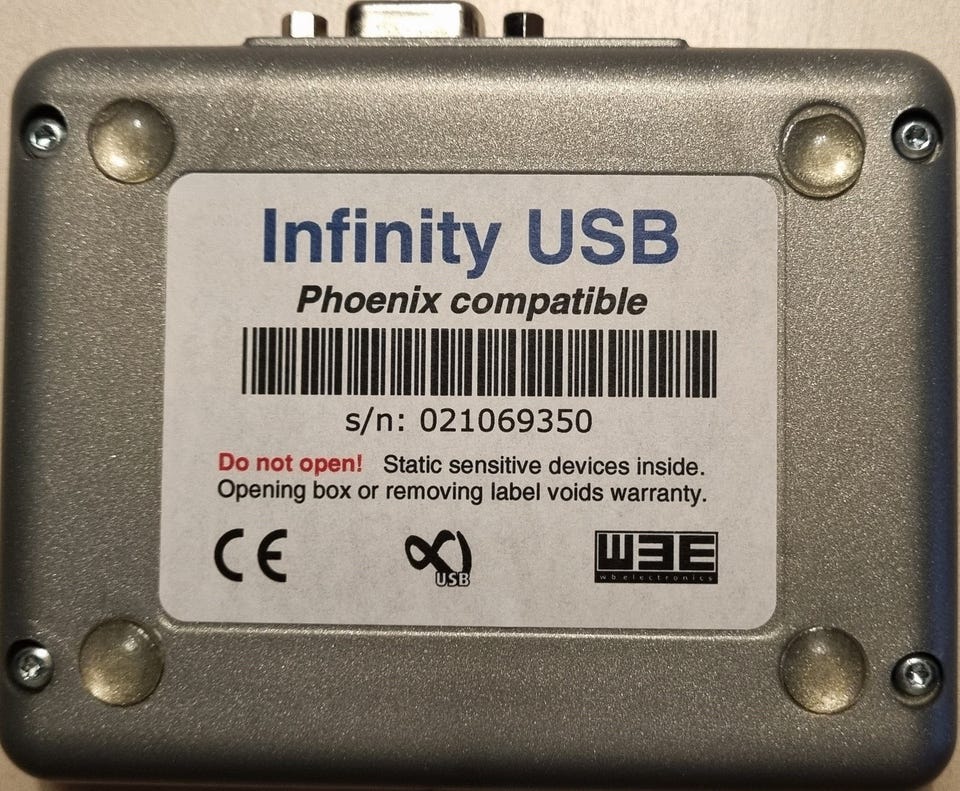 Infinity USB
Phoenix compatible
s/n: 021069350
Do not open! Static sensitive devices inside.
Opening box or removing label voids warranty.
CE
USB
WBE
wbelectronics